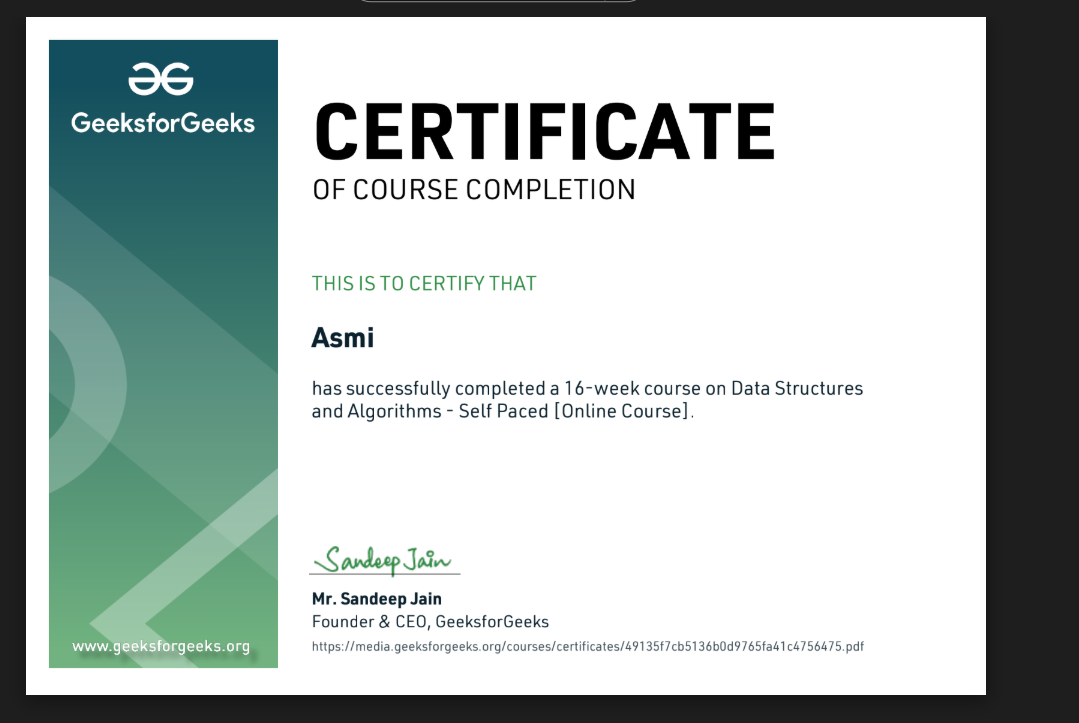 GeeksforGeeks
CERTIFICATE
OF COURSE COMPLETION
THIS IS TO CERTIFY THAT
Asmi
has successfully completed a 16-week course on Data Structures
and Algorithms - Self Paced [Online Course].
Sandeep Jain
Mr. Sandeep Jain
Founder & CEO, GeeksforGeeks
https://media.geeksforgeeks.org/courses/certificates/49135f7cb5136b0d9765fa41c4756475.pdf
www.geeksforgeeks.org